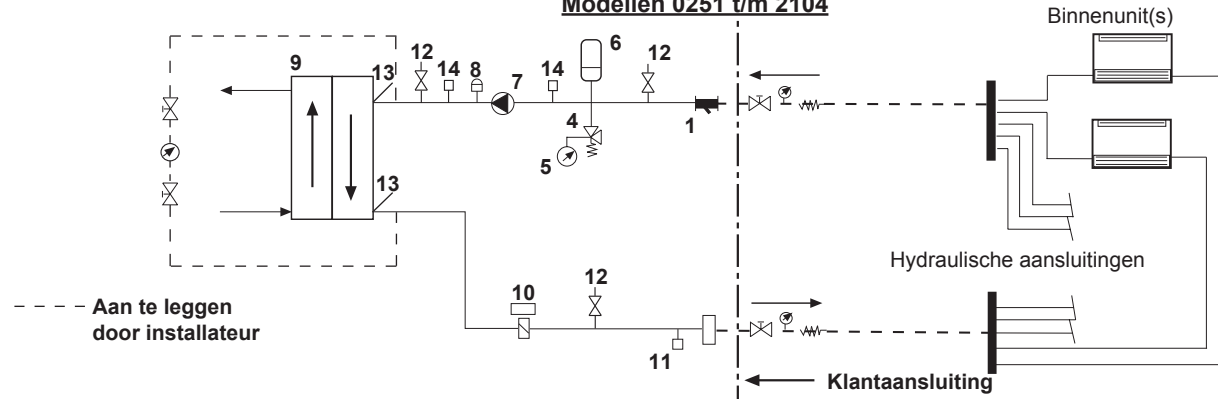 Modellen 0251 t/m 2104
Binnenunit(s)
6
12
9
13
14
8
7
14
12
4
1
5
13
Hydraulische aansluitingen
12
10
Aan te leggen
door installateur
11
Klantaansluiting